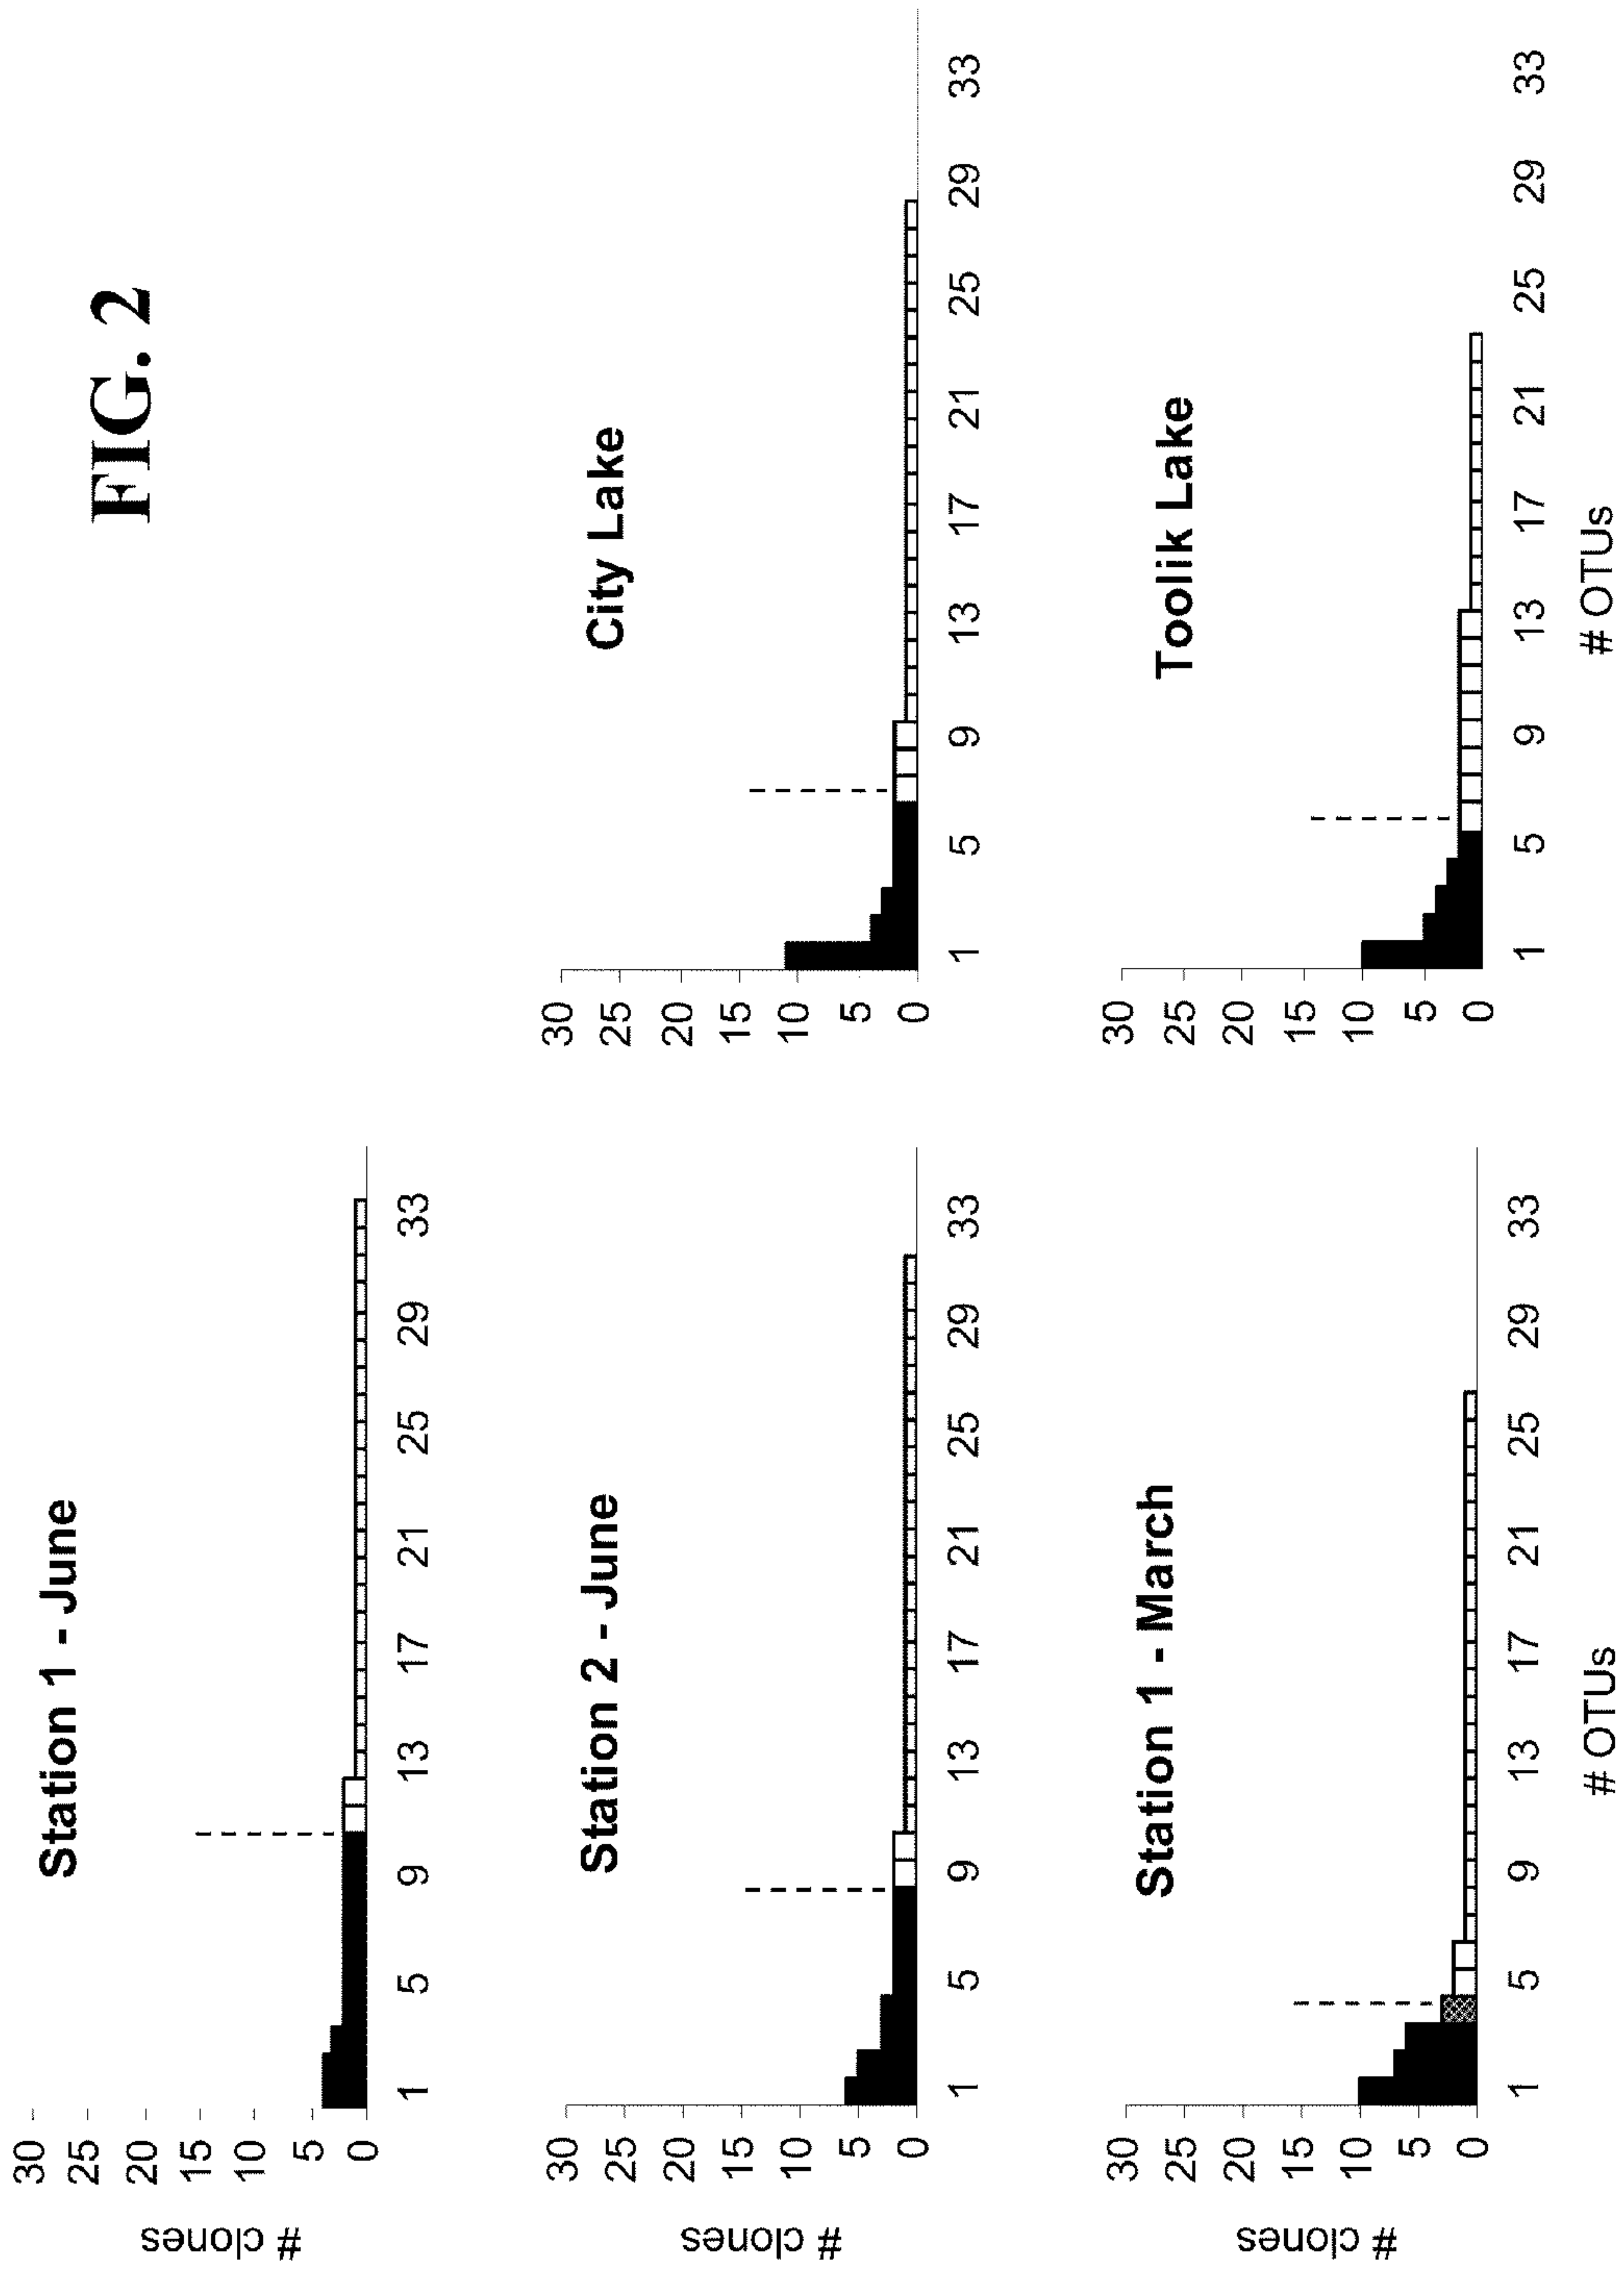 FIG. 2
Station 1 - June
# clones
30
25
20
15
10
5
0
1 5 9 13 17 21 25 29 33
Station 2 - June
# clones
30
25
20
15
10
5
0
1 5 9 13 17 21 25 29 33
City Lake
30
25
20
15
10
5
0
1 5 9 13 17 21 25 29 33
Station 1 - March
# clones
30
25
20
15
10
5
0
1 5 9 13 17 21 25 29 33
# OTUs
Toolik Lake
30
25
20
15
10
5
0
1 5 9 13 17 21 25 29 33
# OTUs